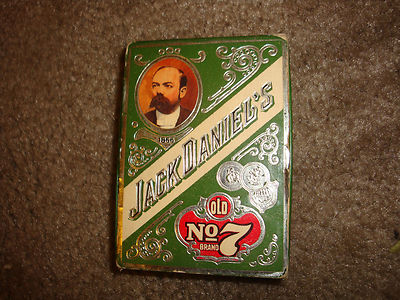 1866
JACK DANIEL'S
OLD
No 7
BRAND